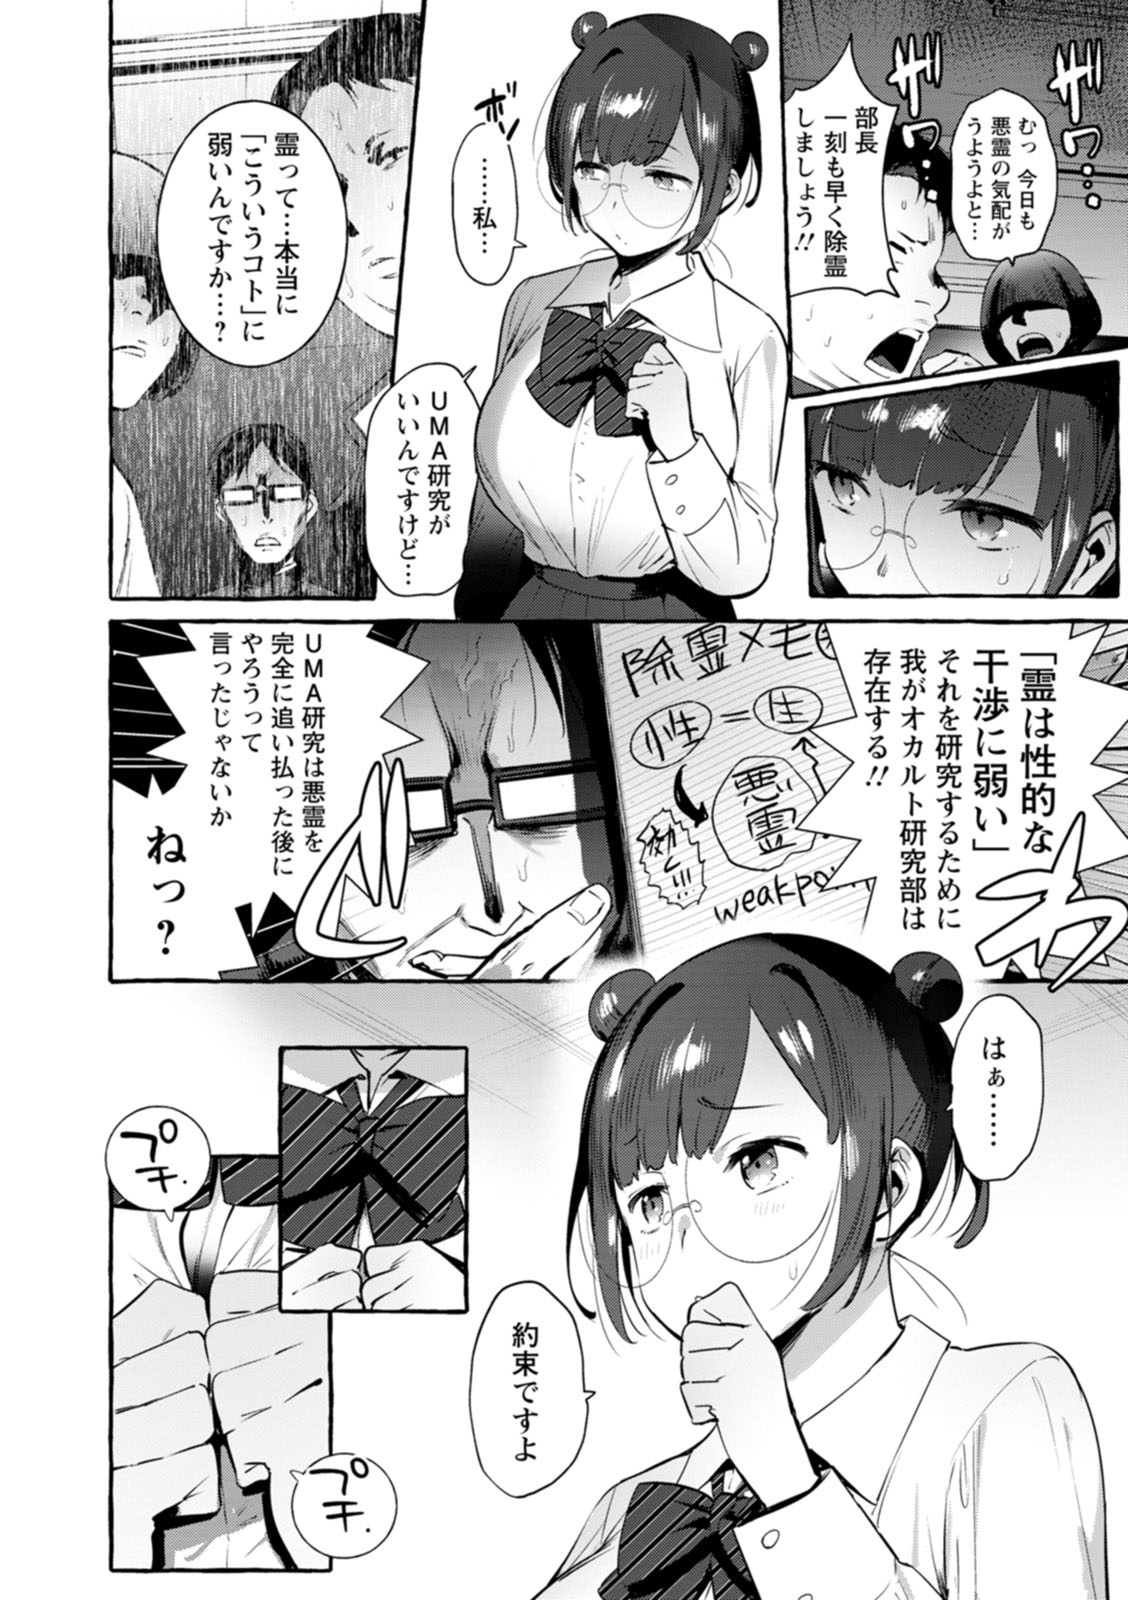 むっ 今日も
悪霊の気配が
うようよと…
ザワ…
ザワ
部長
一刻も早く除霊
しましょう!!
ボソ
……私…
UMA研究が
いいんですけど…
霊って…本当に
「こういうコト」に
弱いんですか…?
「霊は性的な
干渉に弱い」
それを研究するために
我がオカルト研究部は
存在する!!
わ
除霊×モ
性=生
悪霊
weakpoin
UMA研究は悪霊を
完全に追い払った後に
やろうって
言ったじゃないか
ねっ?
はぁ……
約束ですよ
プチ.
プチ.